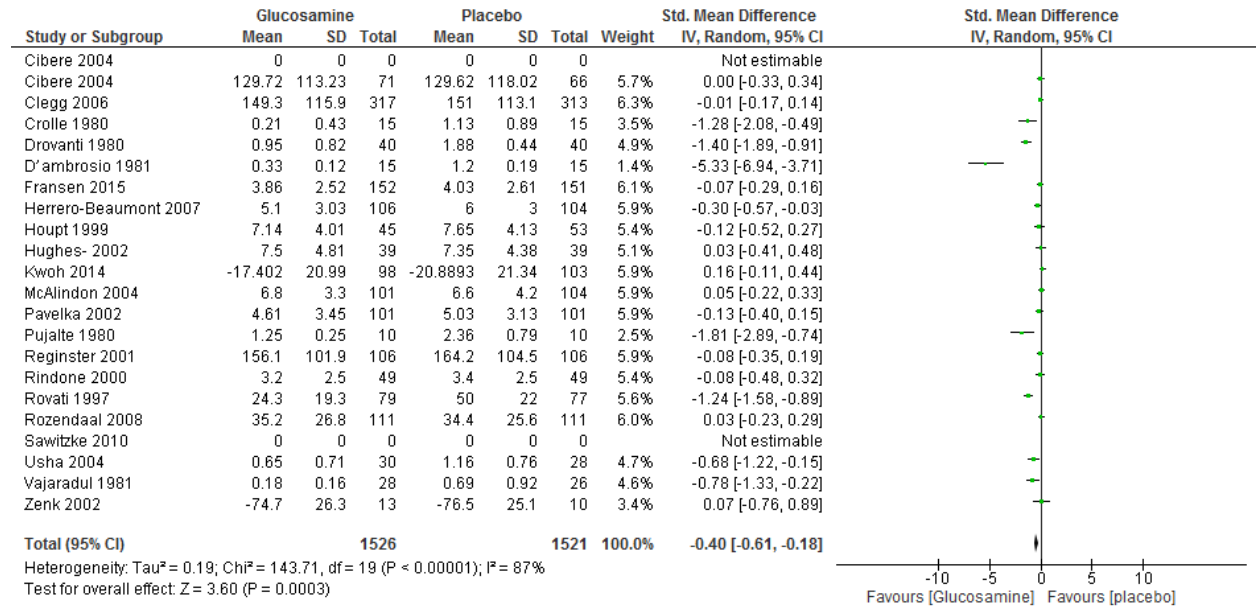 Glucosamine Placebo Std. Mean Difference Std. Mean Difference
Study or Subgroup Mean SD Total Mean SD Total Weight IV, Random, 95% CI IV, Random, 95% CI
Cibere 2004 0 0 0 0 0 0 Not estimable
Cibere 2004 129.72 113.23 71 129.62 118.02 66 5.7% 0.00 [-0.33, 0.34]
Clegg 2006 149.3 115.9 317 151 113.1 313 6.3% -0.01 [-0.17, 0.14]
Crolle 1980 0.21 0.43 15 1.13 0.89 15 3.5% -1.28 [-2.08, -0.49]
Drovanti 1980 0.95 0.82 40 1.88 0.44 40 4.9% -1.40 [-1.89, -0.91]
D'ambrosio 1981 0.33 0.12 15 1.2 0.19 15 1.4% -5.33 [-6.94, -3.71]
Fransen 2015 3.86 2.52 152 4.03 2.61 151 6.1% -0.07 [-0.29, 0.16]
Herrero-Beaumont 2007 5.1 3.03 106 6 3 104 5.9% -0.30 [-0.57, -0.03]
Houpt 1999 7.14 4.01 45 7.65 4.13 53 5.4% -0.12 [-0.52, 0.27]
Hughes- 2002 7.5 4.81 39 7.35 4.38 39 5.1% 0.03 [-0.41, 0.48]
Kwoh 2014 -17.402 20.99 98 -20.8893 21.34 103 5.9% 0.16 [-0.11, 0.44]
McAlindon 2004 6.8 3.3 101 6.6 4.2 104 5.9% 0.05 [-0.22, 0.33]
Pavelka 2002 4.61 3.45 101 5.03 3.13 101 5.9% -0.13 [-0.40, 0.15]
Pujalte 1980 1.25 0.25 10 2.36 0.79 10 2.5% -1.81 [-2.89, -0.74]
Reginster 2001 156.1 101.9 106 164.2 104.5 106 5.9% -0.08 [-0.35, 0.19]
Rindone 2000 3.2 2.5 49 3.4 2.5 49 5.4% -0.08 [-0.48, 0.32]
Rovati 1997 24.3 19.3 79 50 22 77 5.6% -1.24 [-1.58, -0.89]
Rozendaal 2008 35.2 26.8 111 34.4 25.6 111 6.0% 0.03 [-0.23, 0.29]
Sawitzke 2010 0 0 0 0 0 0 Not estimable
Usha 2004 0.65 0.71 30 1.16 0.76 28 4.7% -0.68 [-1.22, -0.15]
Vajaradul 1981 0.18 0.16 28 0.69 0.92 26 4.6% -0.78 [-1.33, -0.22]
Zenk 2002 -74.7 26.3 13 -76.5 25.1 10 3.4% 0.07 [-0.76, 0.89]
Total (95% CI) 1526 1521 100.0% -0.40 [-0.61, -0.18]
Heterogeneity: Tau² = 0.19; Chi² = 143.71, df = 19 (P < 0.00001); I² = 87%
Test for overall effect: Z = 3.60 (P = 0.0003)
-10 -5 0 5 10
Favours [Glucosamine] Favours [placebo]